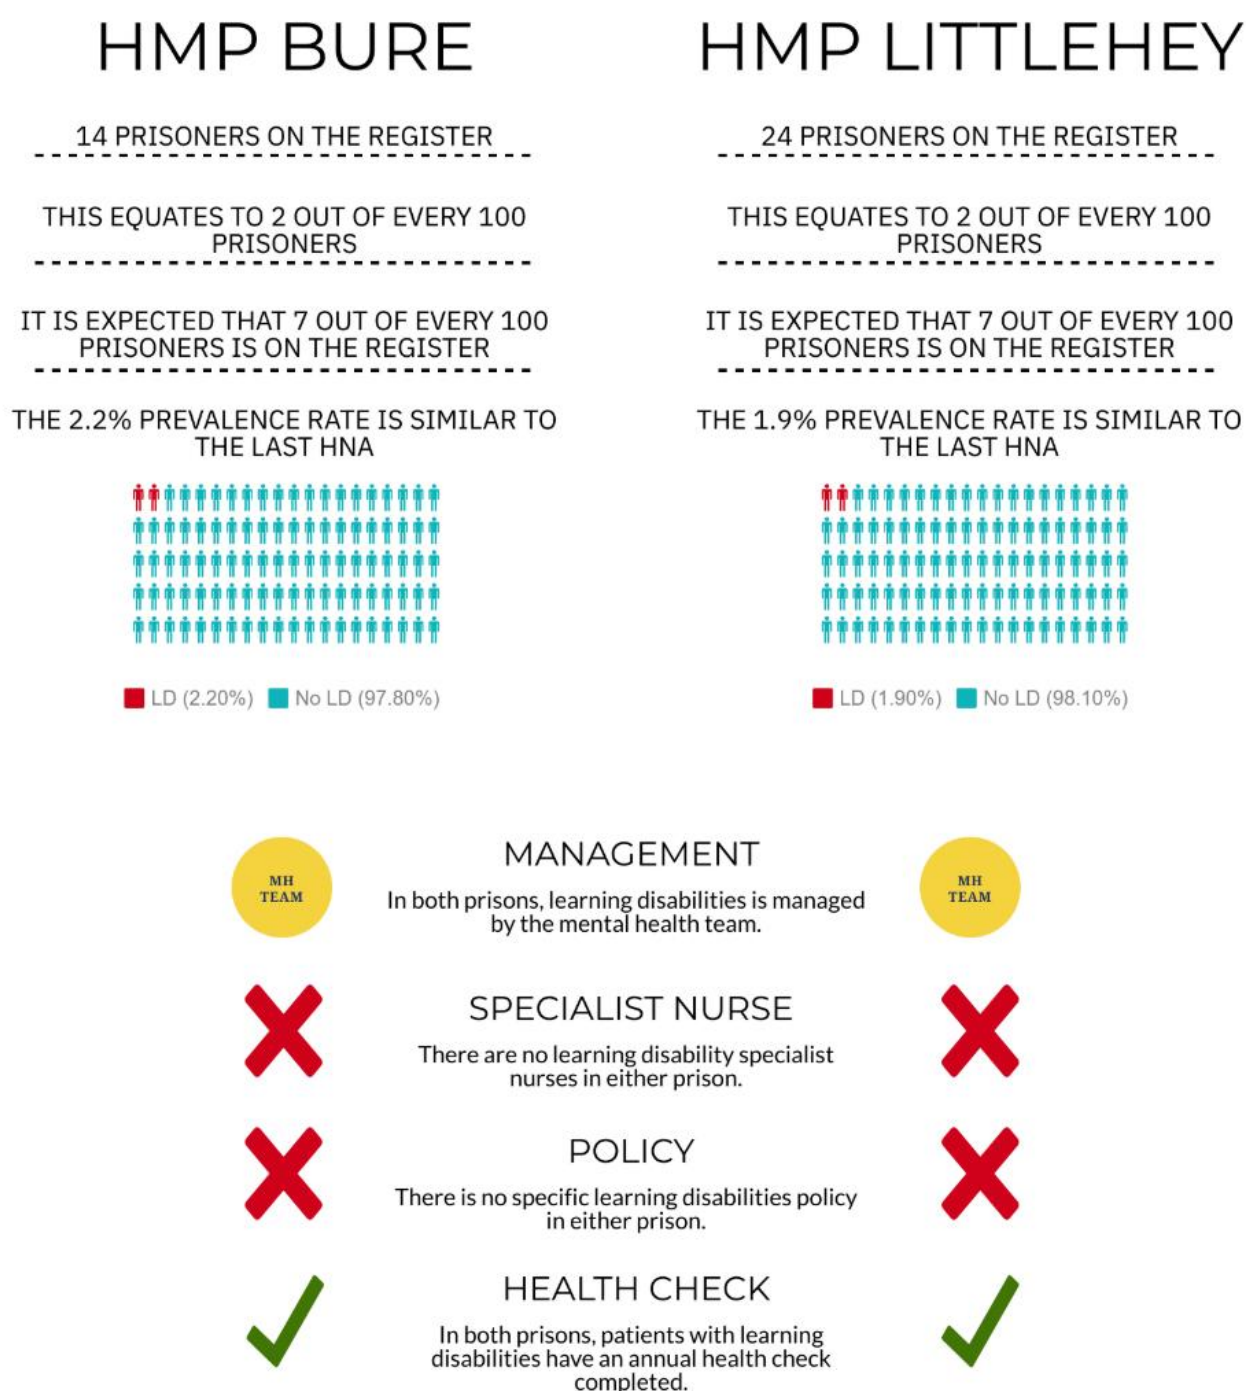 HMP BURE
14 PRISONERS ON THE REGISTER
THIS EQUATES TO 2 OUT OF EVERY 100
PRISONERS
IT IS EXPECTED THAT 7 OUT OF EVERY 100
PRISONERS IS ON THE REGISTER
THE 2.2% PREVALENCE RATE IS SIMILAR TO
THE LAST HNA
LD (2.20%) No LD (97.80%)
HMP LITTLEHEY
24 PRISONERS ON THE REGISTER
THIS EQUATES TO 2 OUT OF EVERY 100
PRISONERS
IT IS EXPECTED THAT 7 OUT OF EVERY 100
PRISONERS IS ON THE REGISTER
THE 1.9% PREVALENCE RATE IS SIMILAR TO
THE LAST HNA
LD (1.90%) No LD (98.10%)
MH
TEAM
MANAGEMENT
In both prisons, learning disabilities is managed
by the mental health team.
MH
TEAM
SPECIALIST NURSE
There are no learning disability specialist
nurses in either prison.
POLICY
There is no specific learning disabilities policy
in either prison.
HEALTH CHECK
In both prisons, patients with learning
disabilities have an annual health check
completed.